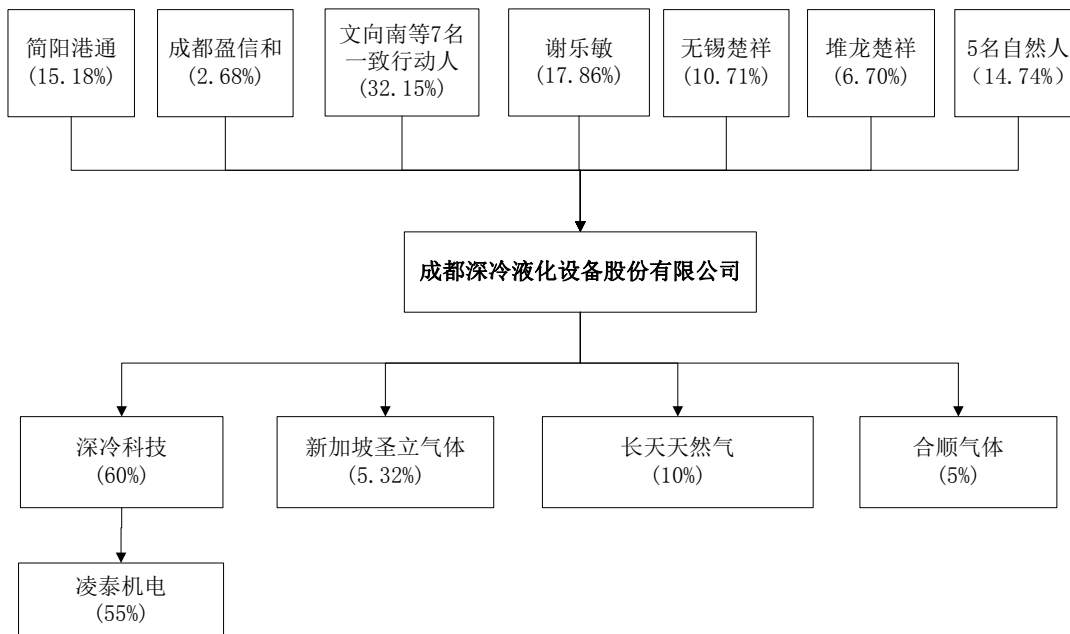 简阳港通
(15.18%)
成都盈信和
(2.68%)
文向南等7名
一致行动人
(32.15%)
谢乐敏
(17.86%)
无锡楚祥
(10.71%)
堆龙楚祥
(6.70%)
5名自然人
（14.74%）
成都深冷液化设备股份有限公司
深冷科技
(60%)
新加坡圣立气体
(5.32%)
长天天然气
(10%)
合顺气体
(5%)
凌泰机电
(55%)